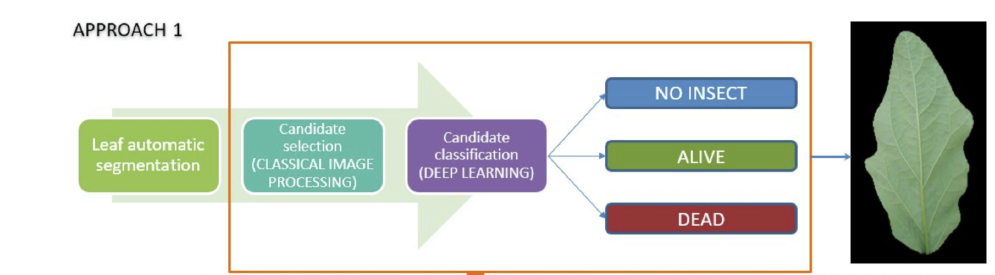 APPROACH 1
Leaf automatic
segmentation
Candidate
selection
(CLASSICAL IMAGE
PROCESSING)
Candidate
classification
(DEEP LEARNING)
NO INSECT
ALIVE
DEAD